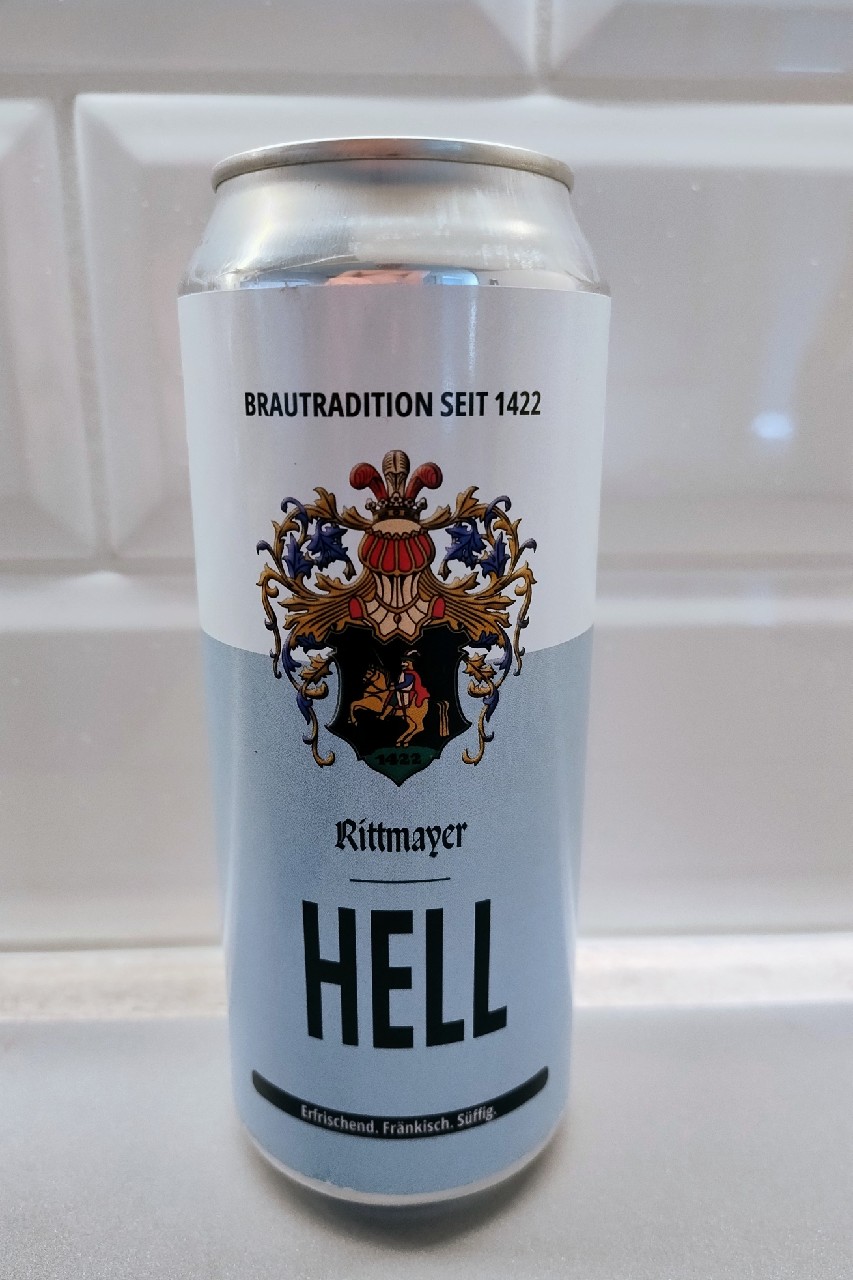 BRAUTRADITION SEIT 1422
1422
Rittmayer
HELL
Erfrischend. Fränkisch. Süffig.